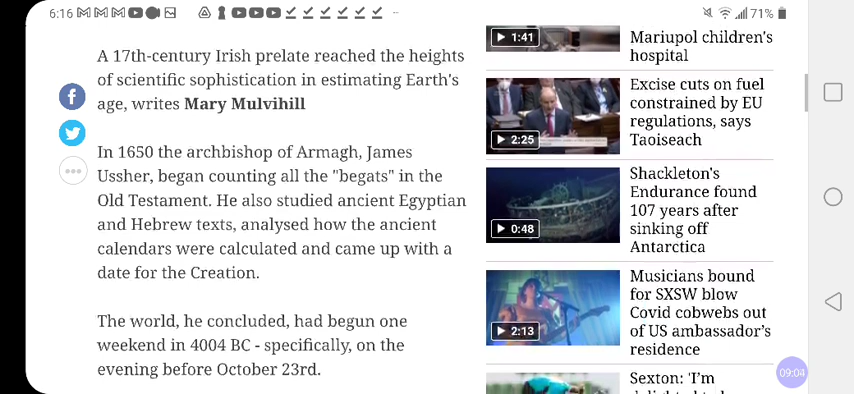 6:16
71%
A 17th-century Irish prelate reached the heights
of scientific sophistication in estimating Earth's
age, writes Mary Mulvihill
In 1650 the archbishop of Armagh, James
Ussher, began counting all the "begats" in the
Old Testament. He also studied ancient Egyptian
and Hebrew texts, analysed how the ancient
calendars were calculated and came up with a
date for the Creation.
The world, he concluded, had begun one
weekend in 4004 BC - specifically, on the
evening before October 23rd.
1:41
Mariupol children's
hospital
2:25
Excise cuts on fuel
constrained by EU
regulations, says
Taoiseach
0:48
Shackleton's
Endurance found
107 years after
sinking off
Antarctica
2:13
Musicians bound
for SXSW blow
Covid cobwebs out
of US ambassador's
residence
Sexton: 'I'm
09:04